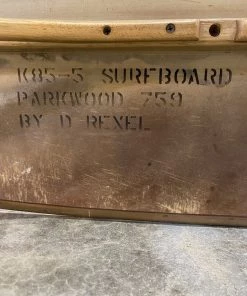 K85-5 SURFBOARD
PARKWOOD 759
BY D REXEL